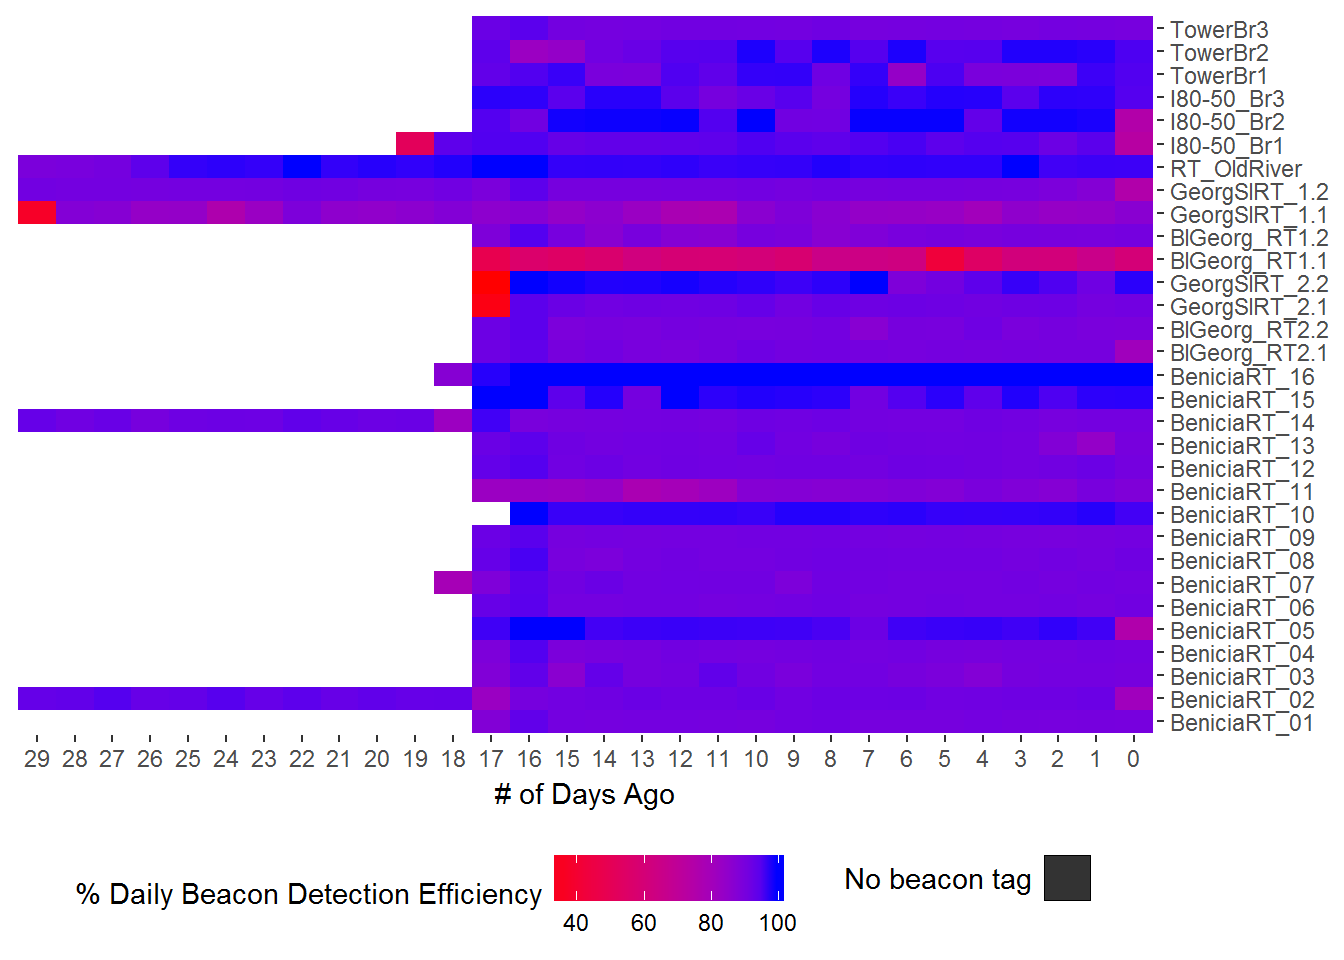 TowerBr3
TowerBr2
TowerBr1
I80-50_Br3
I80-50_Br2
I80-50_Br1
RT_OldRiver
GeorgSlRT_1.2
GeorgSlRT_1.1
BlGeorg_RT1.2
BlGeorg_RT1.1
GeorgSlRT_2.2
GeorgSlRT_2.1
BlGeorg_RT2.2
BlGeorg_RT2.1
BeniciaRT_16
BeniciaRT_15
BeniciaRT_14
BeniciaRT_13
BeniciaRT_12
BeniciaRT_11
BeniciaRT_10
BeniciaRT_09
BeniciaRT_08
BeniciaRT_07
BeniciaRT_06
BeniciaRT_05
BeniciaRT_04
BeniciaRT_03
BeniciaRT_02
BeniciaRT_01
29 28 27 26 25 24 23 22 21 20 19 18 17 16 15 14 13 12 11 10 9 8 7 6 5 4 3 2 1 0
# of Days Ago
% Daily Beacon Detection Efficiency
40 60 80 100
No beacon tag